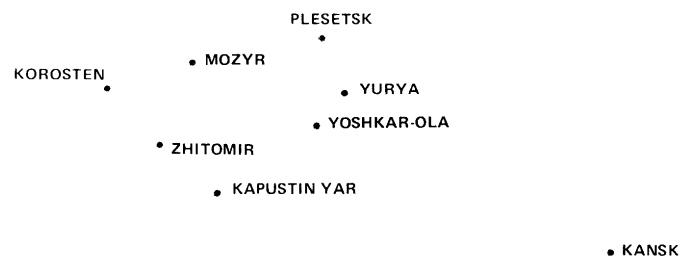 PLESETSK
MOZYR
KOROSTEN
YURYA
YOSHKAR-OLA
ZHITOMIR
KAPUSTIN YAR
KANSK